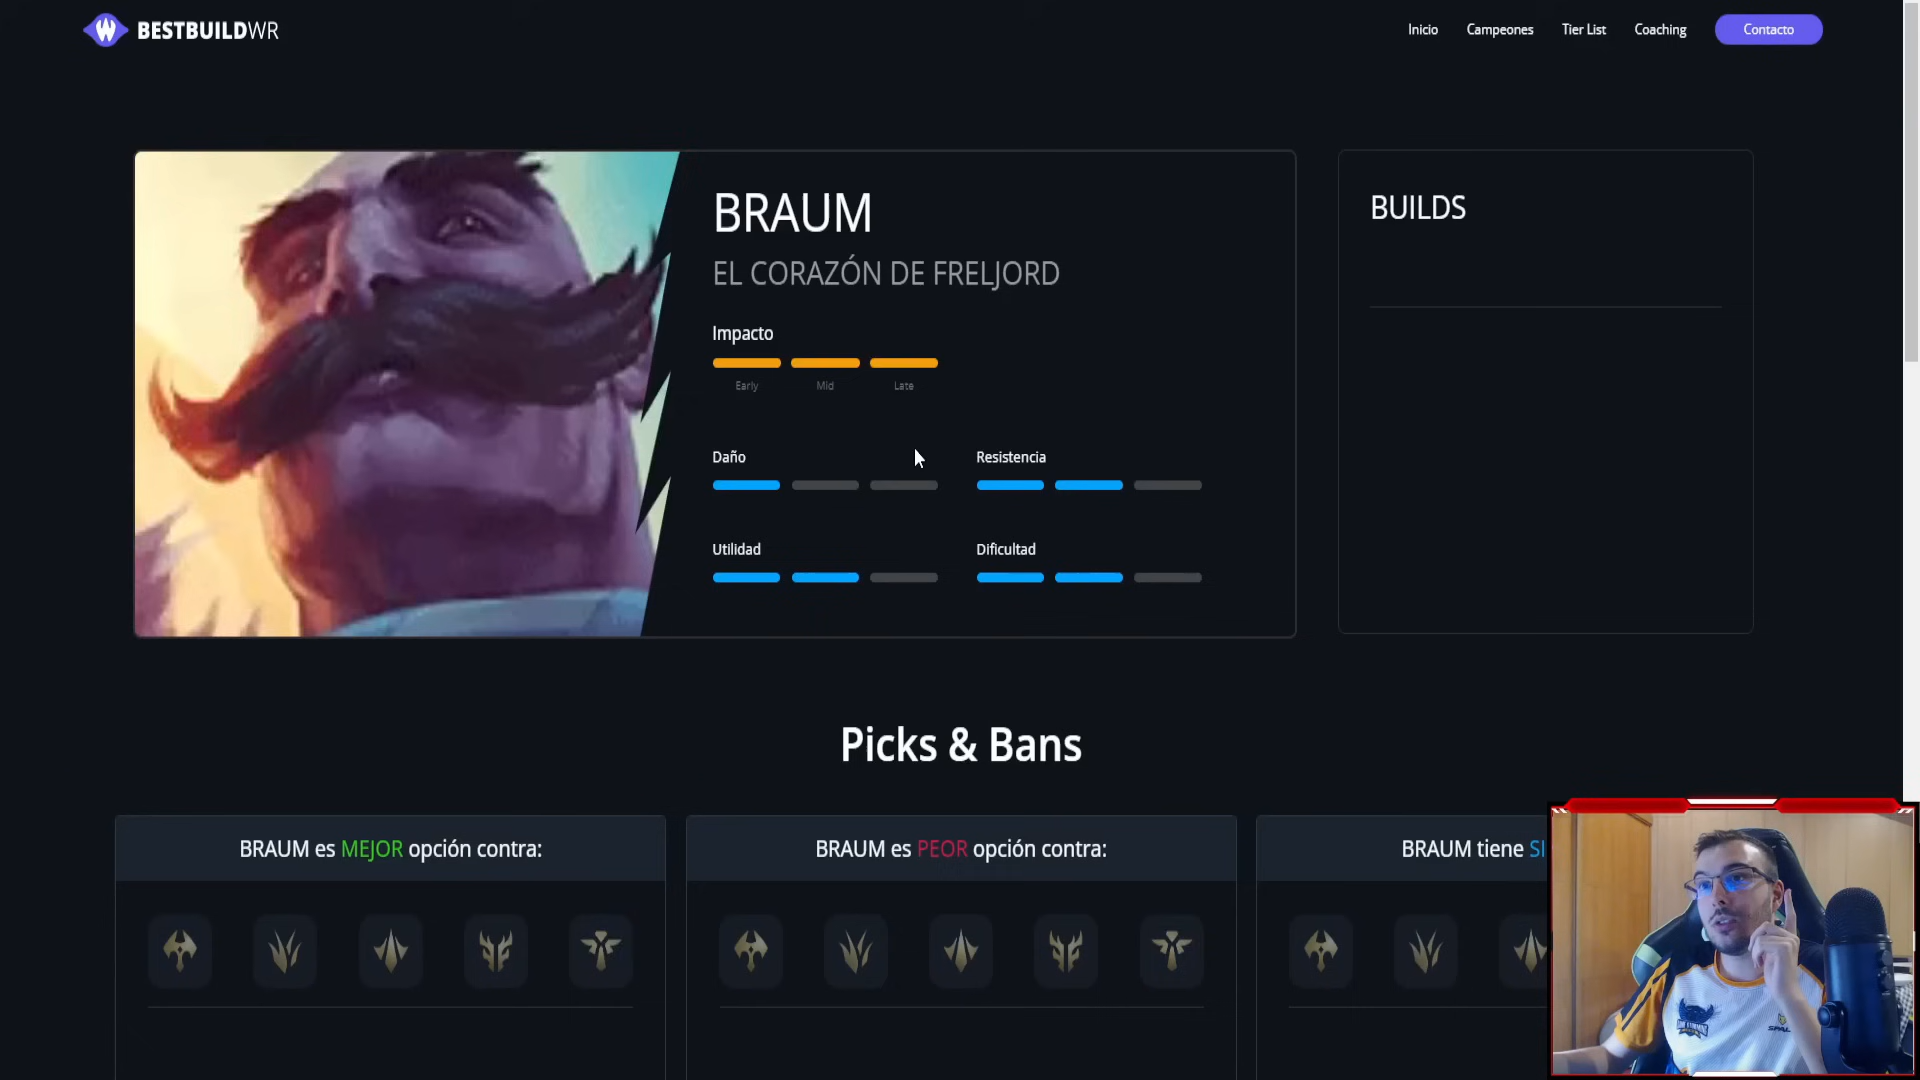 BESTBUILDWR
Inicio
Campeones
Tier List
Coaching
Contacto
BRAUM
EL CORAZÓN DE FRELJORD
Impacto
Early
Mid
Late
Daño
Resistencia
Utilidad
Dificultad
BUILDS
Picks & Bans
BRAUM es MEJOR opción contra:
BRAUM es PEOR opción contra:
BRAUM tiene SI